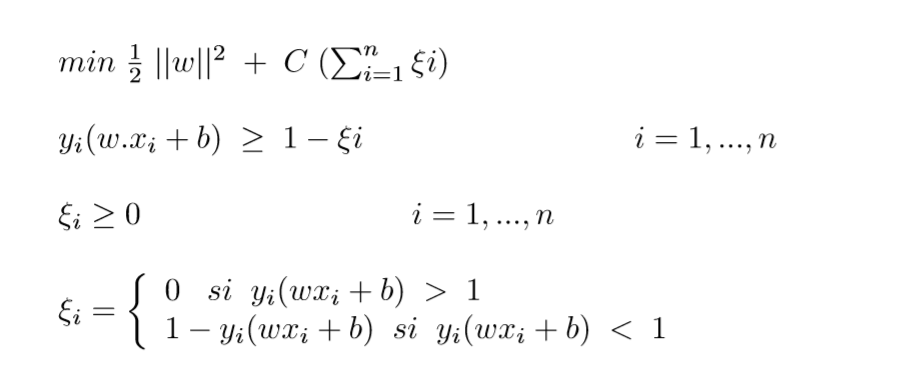 min ½ ||w||² + C (∑ⁿᵢ₌₁ ξi)
yᵢ(w.xᵢ + b) ≥ 1 − ξi i = 1, ..., n
ξᵢ ≥ 0 i = 1, ..., n
ξᵢ = { 0 si yᵢ(wxᵢ + b) > 1
1 − yᵢ(wxᵢ + b) si yᵢ(wxᵢ + b) < 1